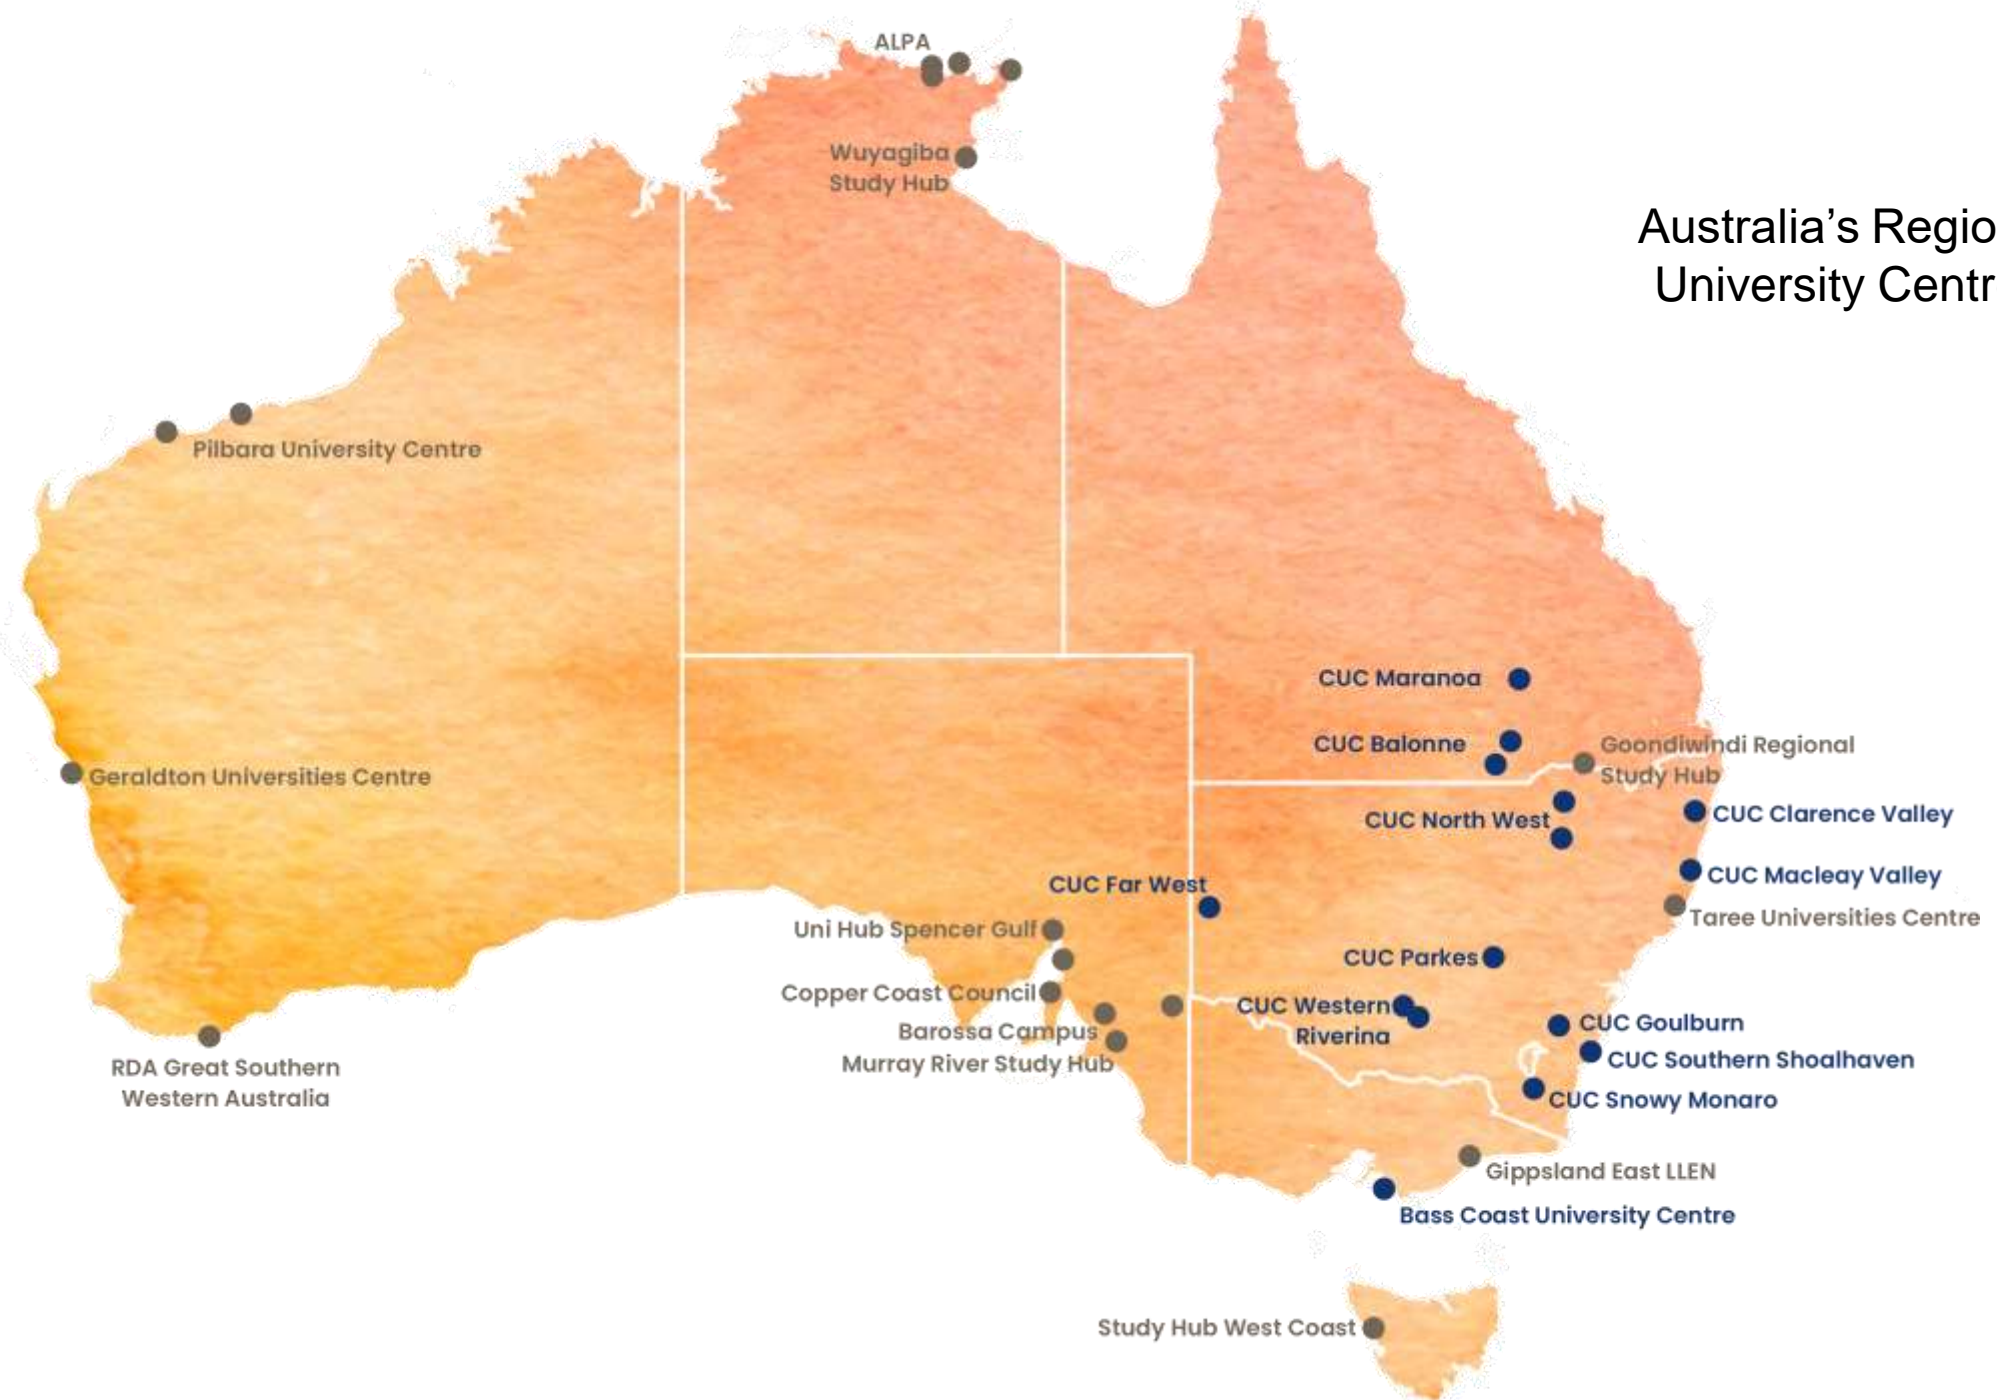 ALPA
Wuyagiba
Study Hub
Australia’s Regio
University Centr
Pilbara University Centre
CUC Maranoa
CUC Balonne
Goondiwindi Regional
Study Hub
Geraldton Universities Centre
CUC North West
CUC Clarence Valley
CUC Far West
CUC Macleay Valley
Taree Universities Centre
Uni Hub Spencer Gulf
CUC Parkes
Copper Coast Council
CUC Western
Riverina
Barossa Campus
Murray River Study Hub
CUC Goulburn
CUC Southern Shoalhaven
CUC Snowy Monaro
RDA Great Southern
Western Australia
Gippsland East LLEN
Bass Coast University Centre
Study Hub West Coast